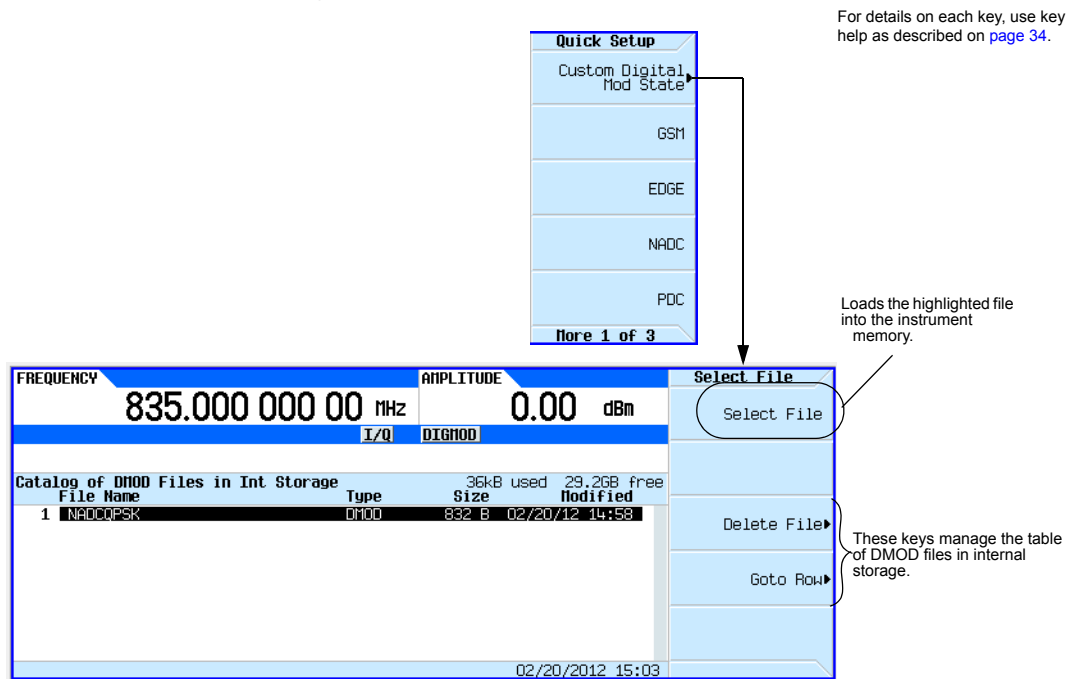 For details on each key, use key
help as described on page 34.
Quick Setup
Custom Digital
Mod State
GSM
EDGE
NADC
PDC
More 1 of 3
Loads the highlighted file
into the instrument
memory.
FREQUENCY
835.000 000 00 MHz
AMPLITUDE
0.00 dBm
I/Q DIGMOD
Catalog of DMOD Files in Int Storage 36kB used 29.2GB free
File Name Type Size Modified
1 NADCQPSK DMOD 832 B 02/20/12 14:58
02/20/2012 15:03
Select File
Select File
Delete File
Goto Row
These keys manage the table
of DMOD files in internal
storage.